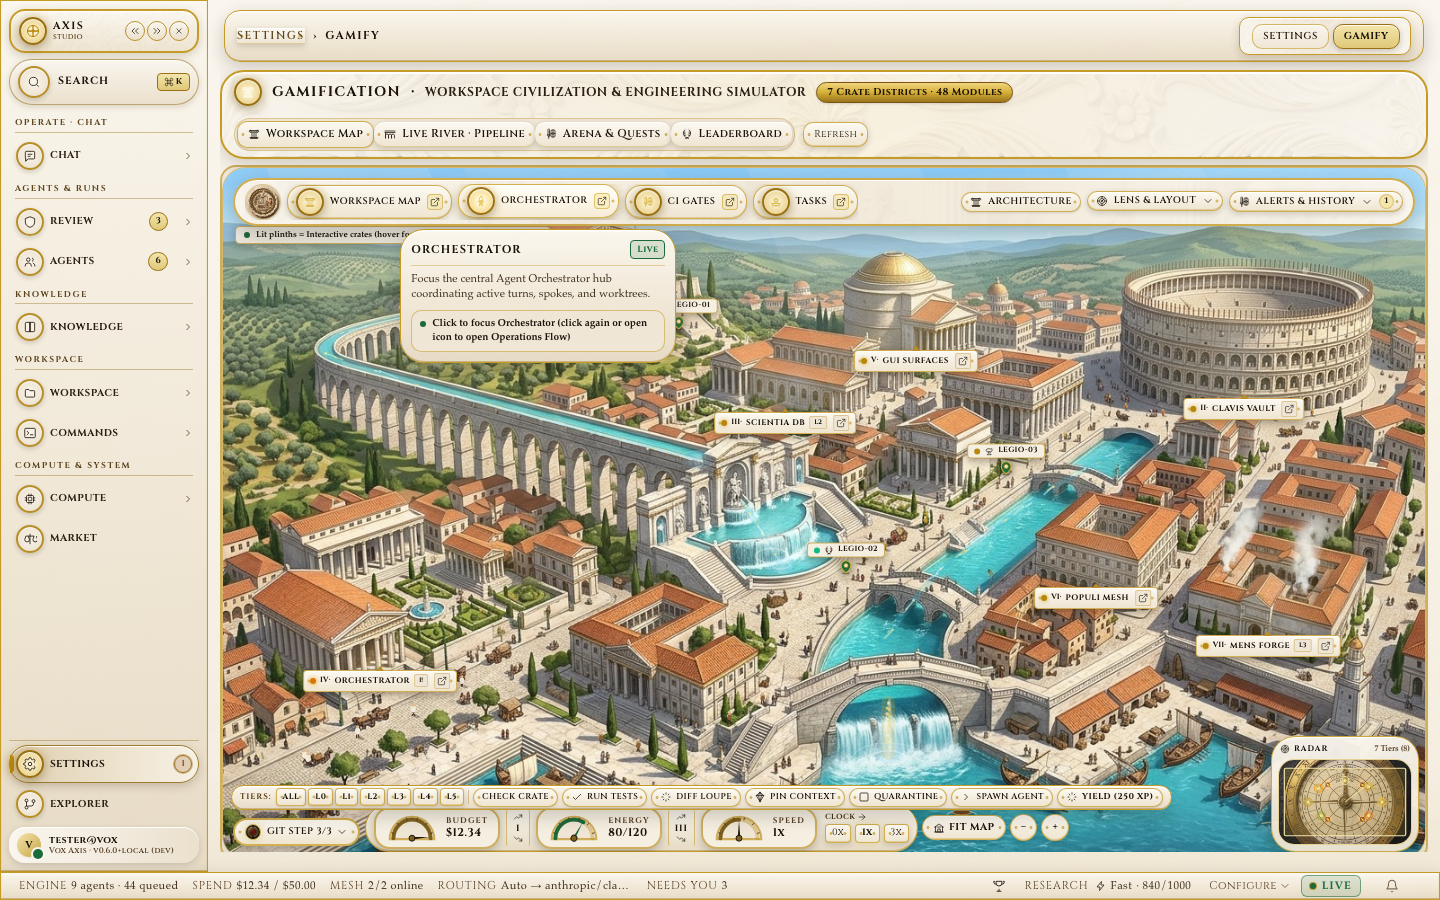 AXIS
STUDIO
SEARCH
⌘ K
OPERATE · CHAT
CHAT
AGENTS & RUNS
REVIEW 3
AGENTS 6
KNOWLEDGE
KNOWLEDGE
WORKSPACE
WORKSPACE
COMMANDS
COMPUTE & SYSTEM
COMPUTE
MARKET
SETTINGS 1
EXPLORER
V
TESTER@VOX
VOX AXIS · V0.6.0+LOCAL (DEV)
SETTINGS › GAMIFY
SETTINGS GAMIFY
GAMIFICATION · WORKSPACE CIVILIZATION & ENGINEERING SIMULATOR 7 CRATE DISTRICTS · 48 MODULES
WORKSPACE MAP LIVE RIVER · PIPELINE ARENA & QUESTS LEADERBOARD REFRESH
WORKSPACE MAP ORCHESTRATOR CI GATES TASKS ARCHITECTURE LENS & LAYOUT ALERTS & HISTORY 1
Lit plinths = Interactive crates (hover fo
ORCHESTRATOR LIVE
Focus the central Agent Orchestrator hub
coordinating active turns, spokes, and worktrees.
Click to focus Orchestrator (click again or open
icon to open Operations Flow)
EGIO-01
V· GUI SURFACES
II· CLAVIS VAULT
III· SCIENTIA DB L2
LEGIO-03
LEGIO-02
VI· POPULI MESH
VII· MENS FORGE L3
IV· ORCHESTRATOR
RADAR 7 Tiers (8)
TIERS: ALL L0 L1 L2 L3 L4 L5 CHECK CRATE RUN TESTS DIFF LOUPE PIN CONTEXT QUARANTINE SPAWN AGENT YIELD (250 XP)
GIT STEP 3/3
BUDGET
$12.34
I
ENERGY
80/120
III
SPEED
1X
CLOCK
0X 1X 3X
FIT MAP − +
ENGINE 9 agents · 44 queued SPEND $12.34 / $50.00 MESH 2/2 online ROUTING Auto → anthropic/cla... NEEDS YOU 3 RESEARCH Fast · 840/1000 CONFIGURE LIVE